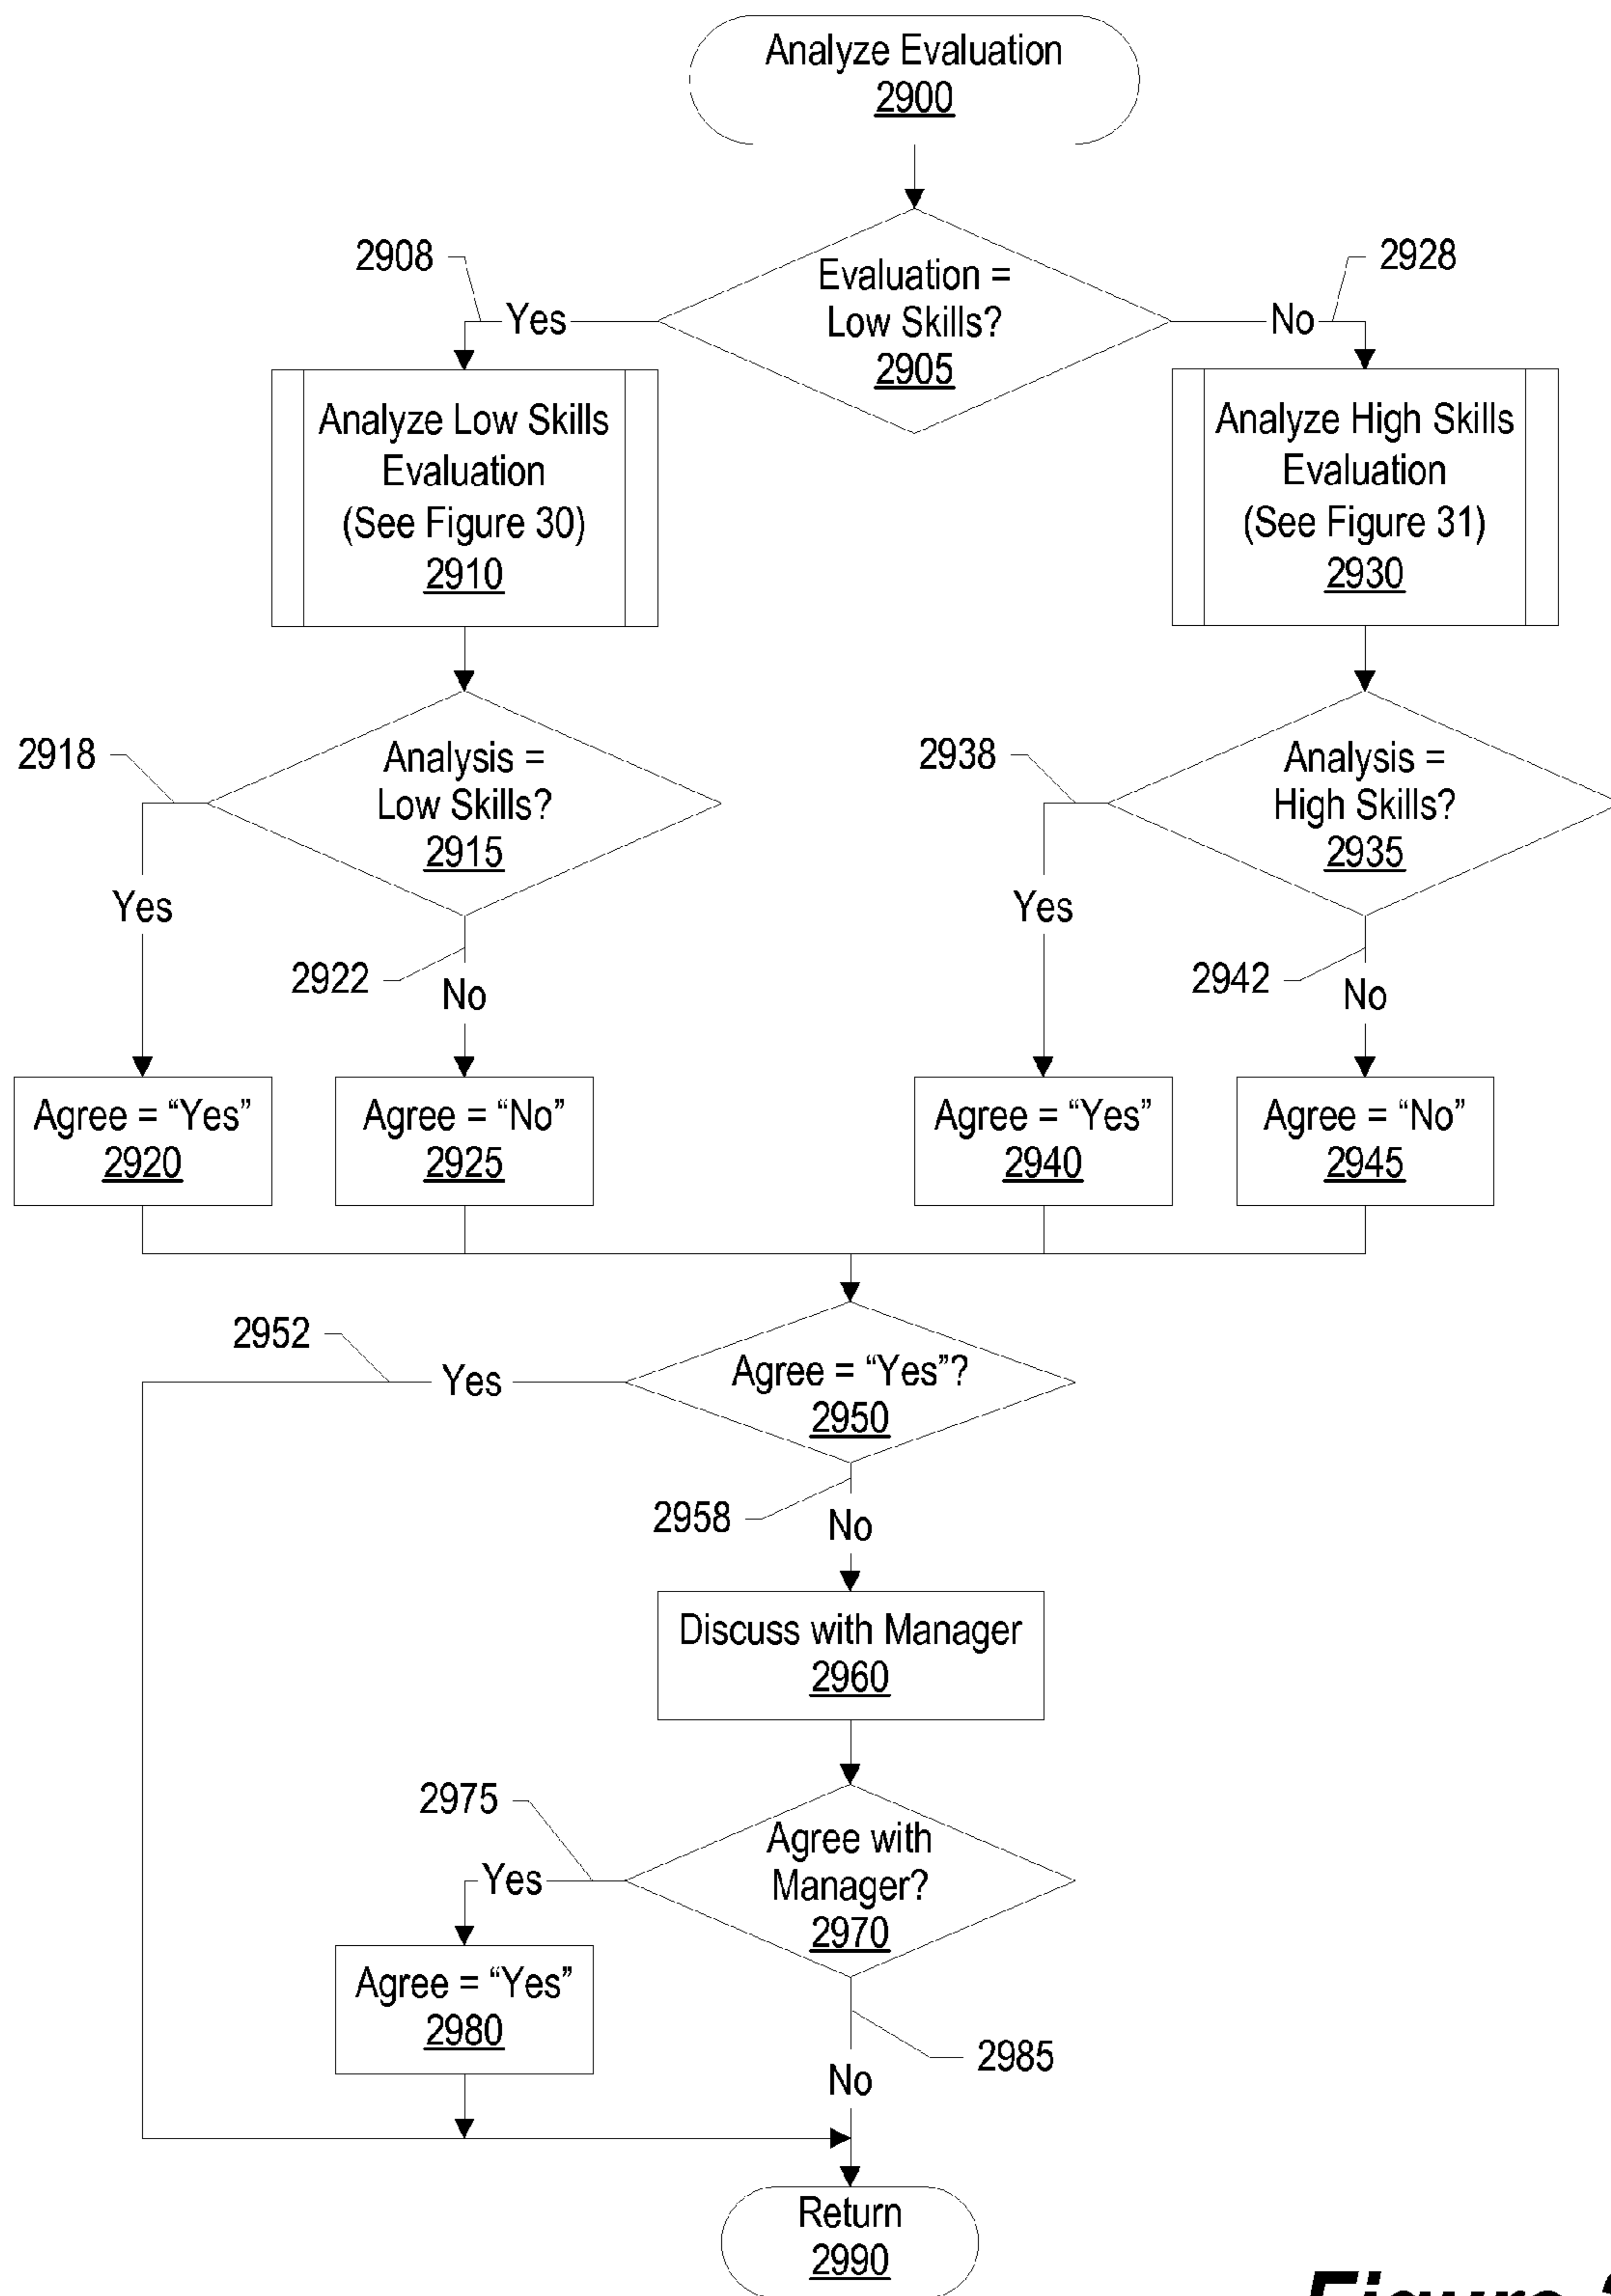 Analyze Evaluation
2900
2908
2928
Evaluation =
Low Skills?
2905
Yes
No
Analyze Low Skills
Evaluation
(See Figure 30)
2910
Analyze High Skills
Evaluation
(See Figure 31)
2930
2918
Analysis =
Low Skills?
2915
2938
Analysis =
High Skills?
2935
Yes
2922
No
Yes
2942
No
Agree = “Yes”
2920
Agree = “No”
2925
Agree = “Yes”
2940
Agree = “No”
2945
2952
Yes
Agree = “Yes”?
2950
2958
No
Discuss with Manager
2960
2975
Yes
Agree with
Manager?
2970
Agree = “Yes”
2980
2985
No
Return
2990